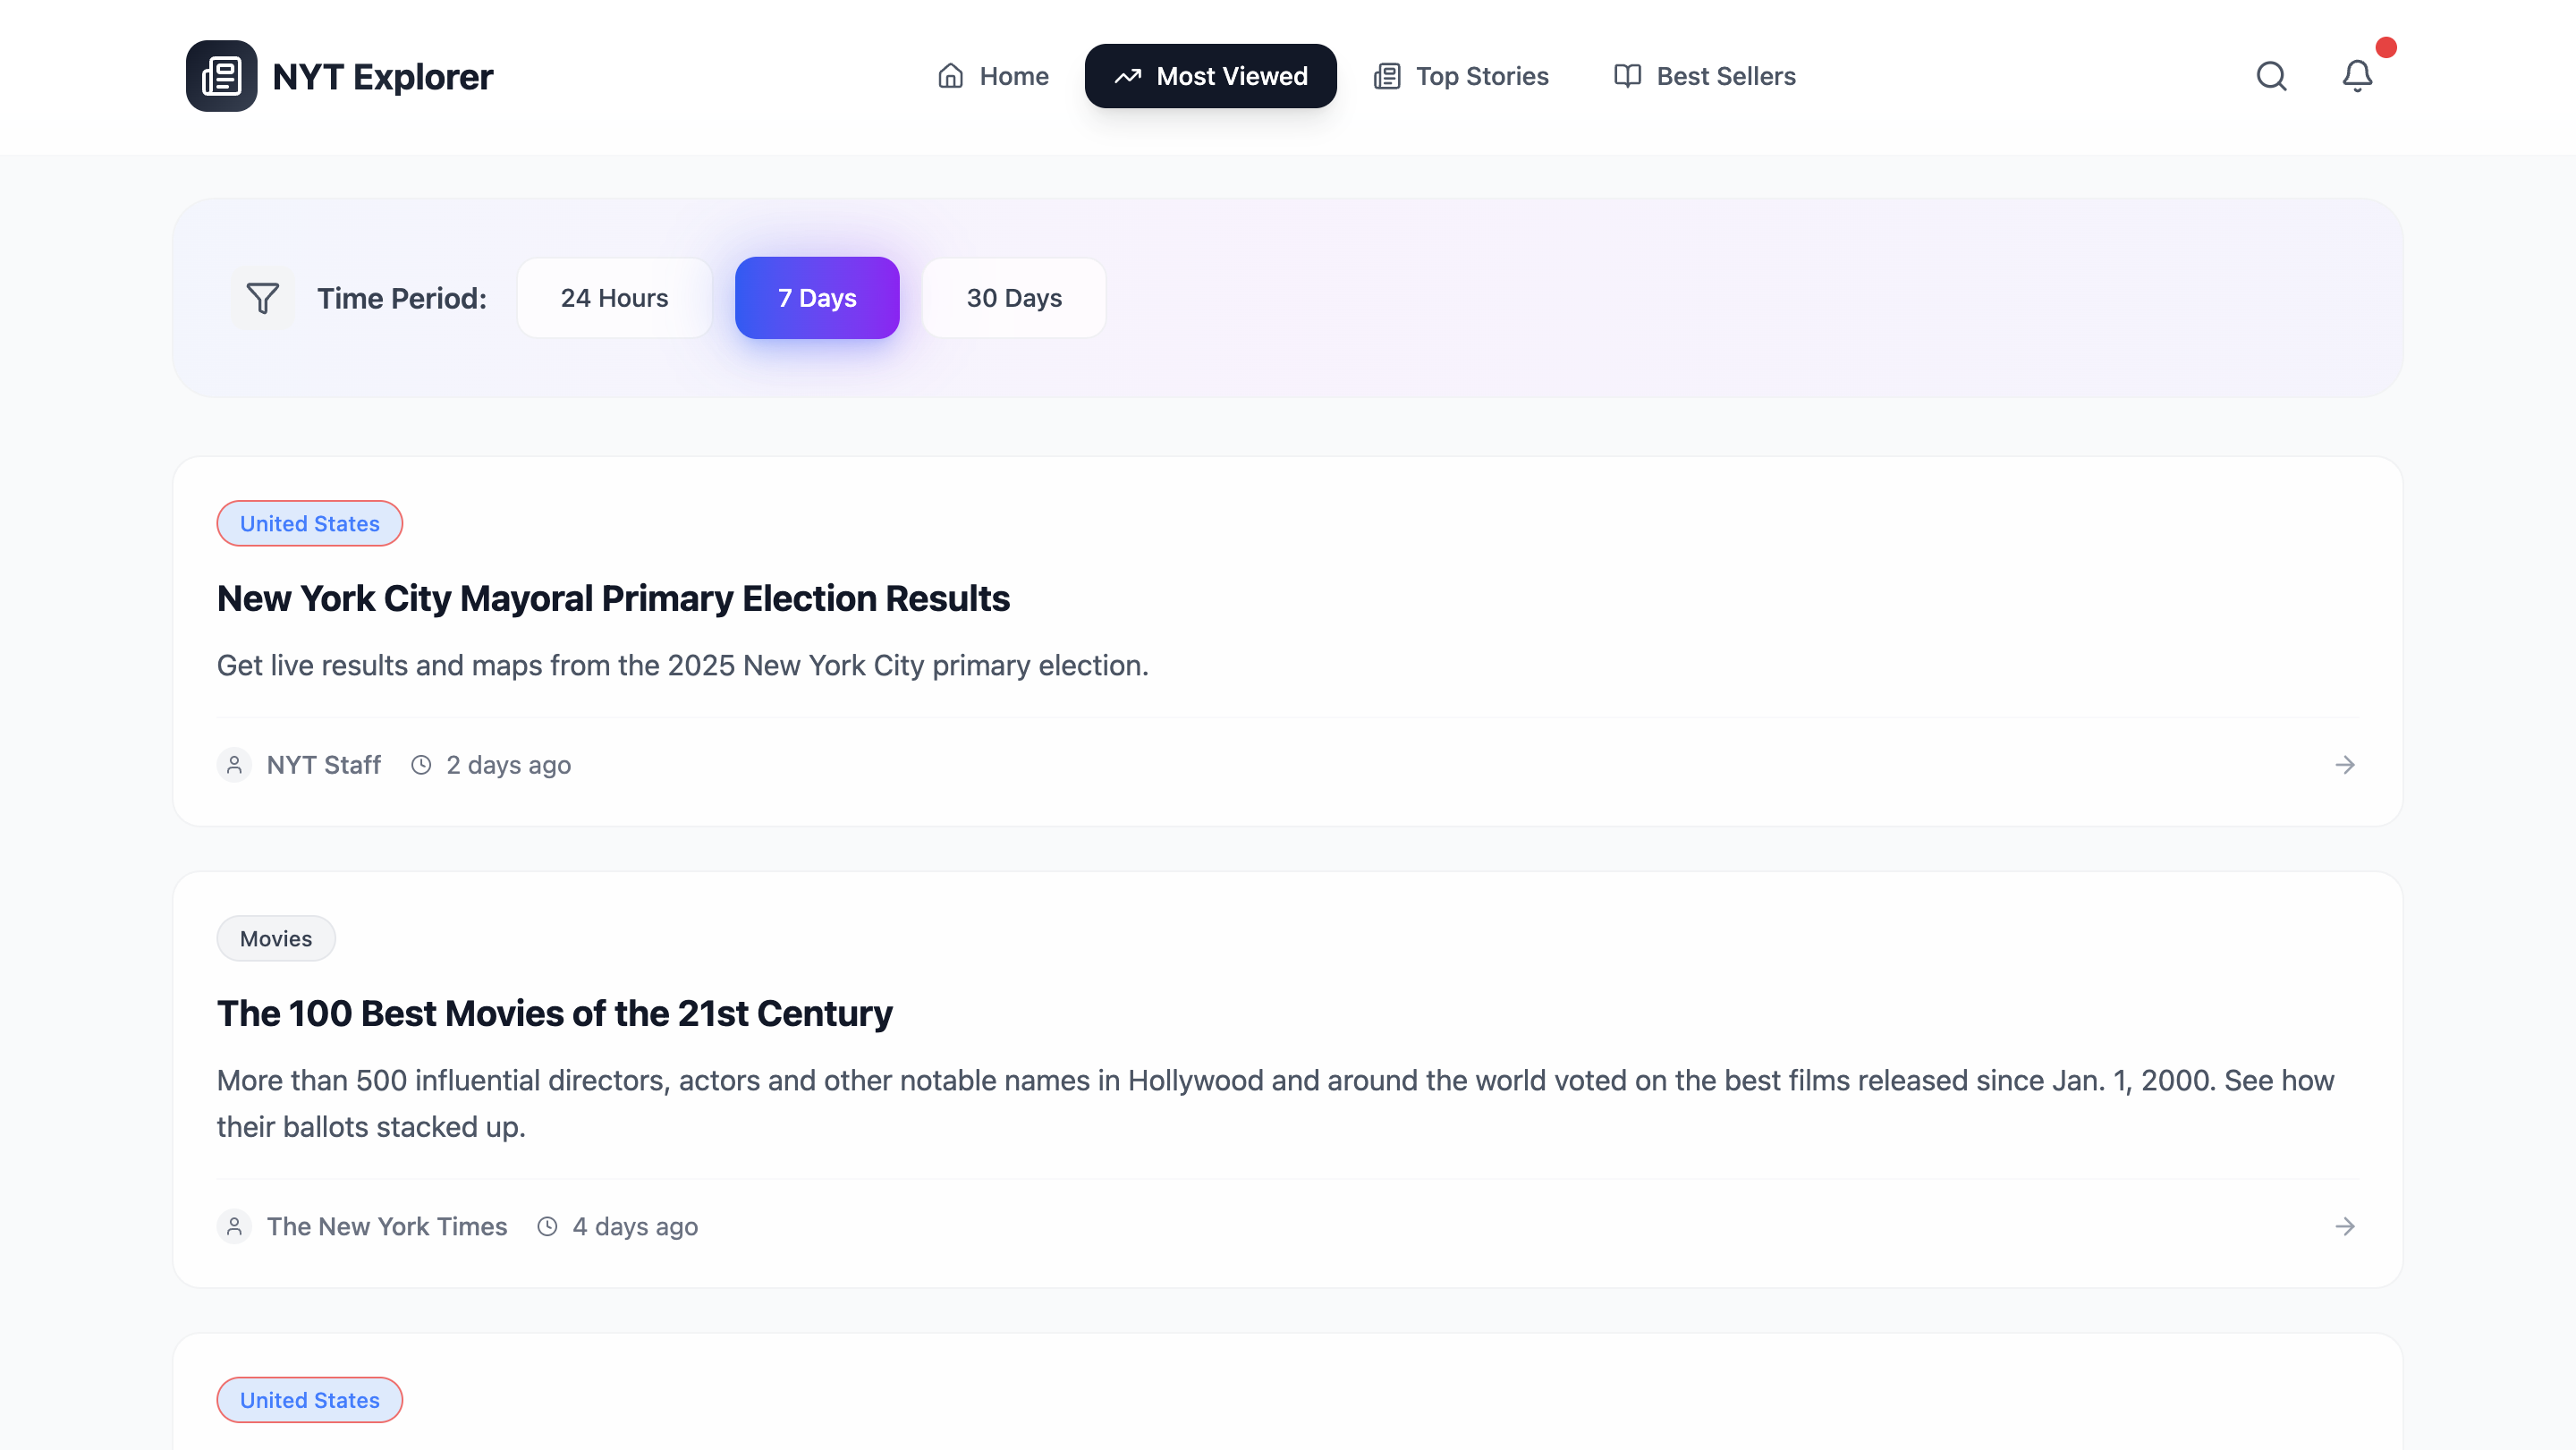 NYT Explorer
Home
Most Viewed
Top Stories
Best Sellers
Time Period:
24 Hours
7 Days
30 Days
United States
New York City Mayoral Primary Election Results
Get live results and maps from the 2025 New York City primary election.
NYT Staff
2 days ago
Movies
The 100 Best Movies of the 21st Century
More than 500 influential directors, actors and other notable names in Hollywood and around the world voted on the best films released since Jan. 1, 2000. See how
their ballots stacked up.
The New York Times
4 days ago
United States